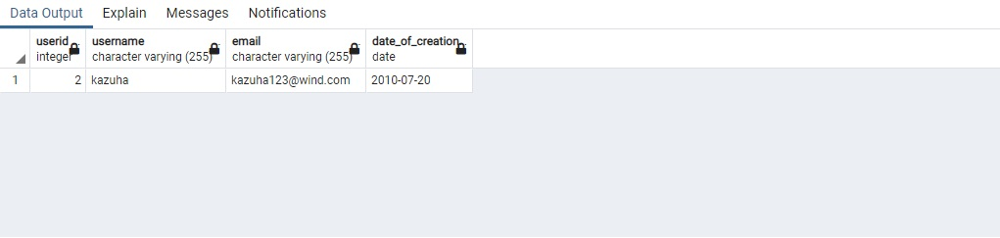 Data Output Explain Messages Notifications
userid username email date_of_creation
integer character varying (255) character varying (255) date
1 2 kazuha kazuha123@wind.com 2010-07-20